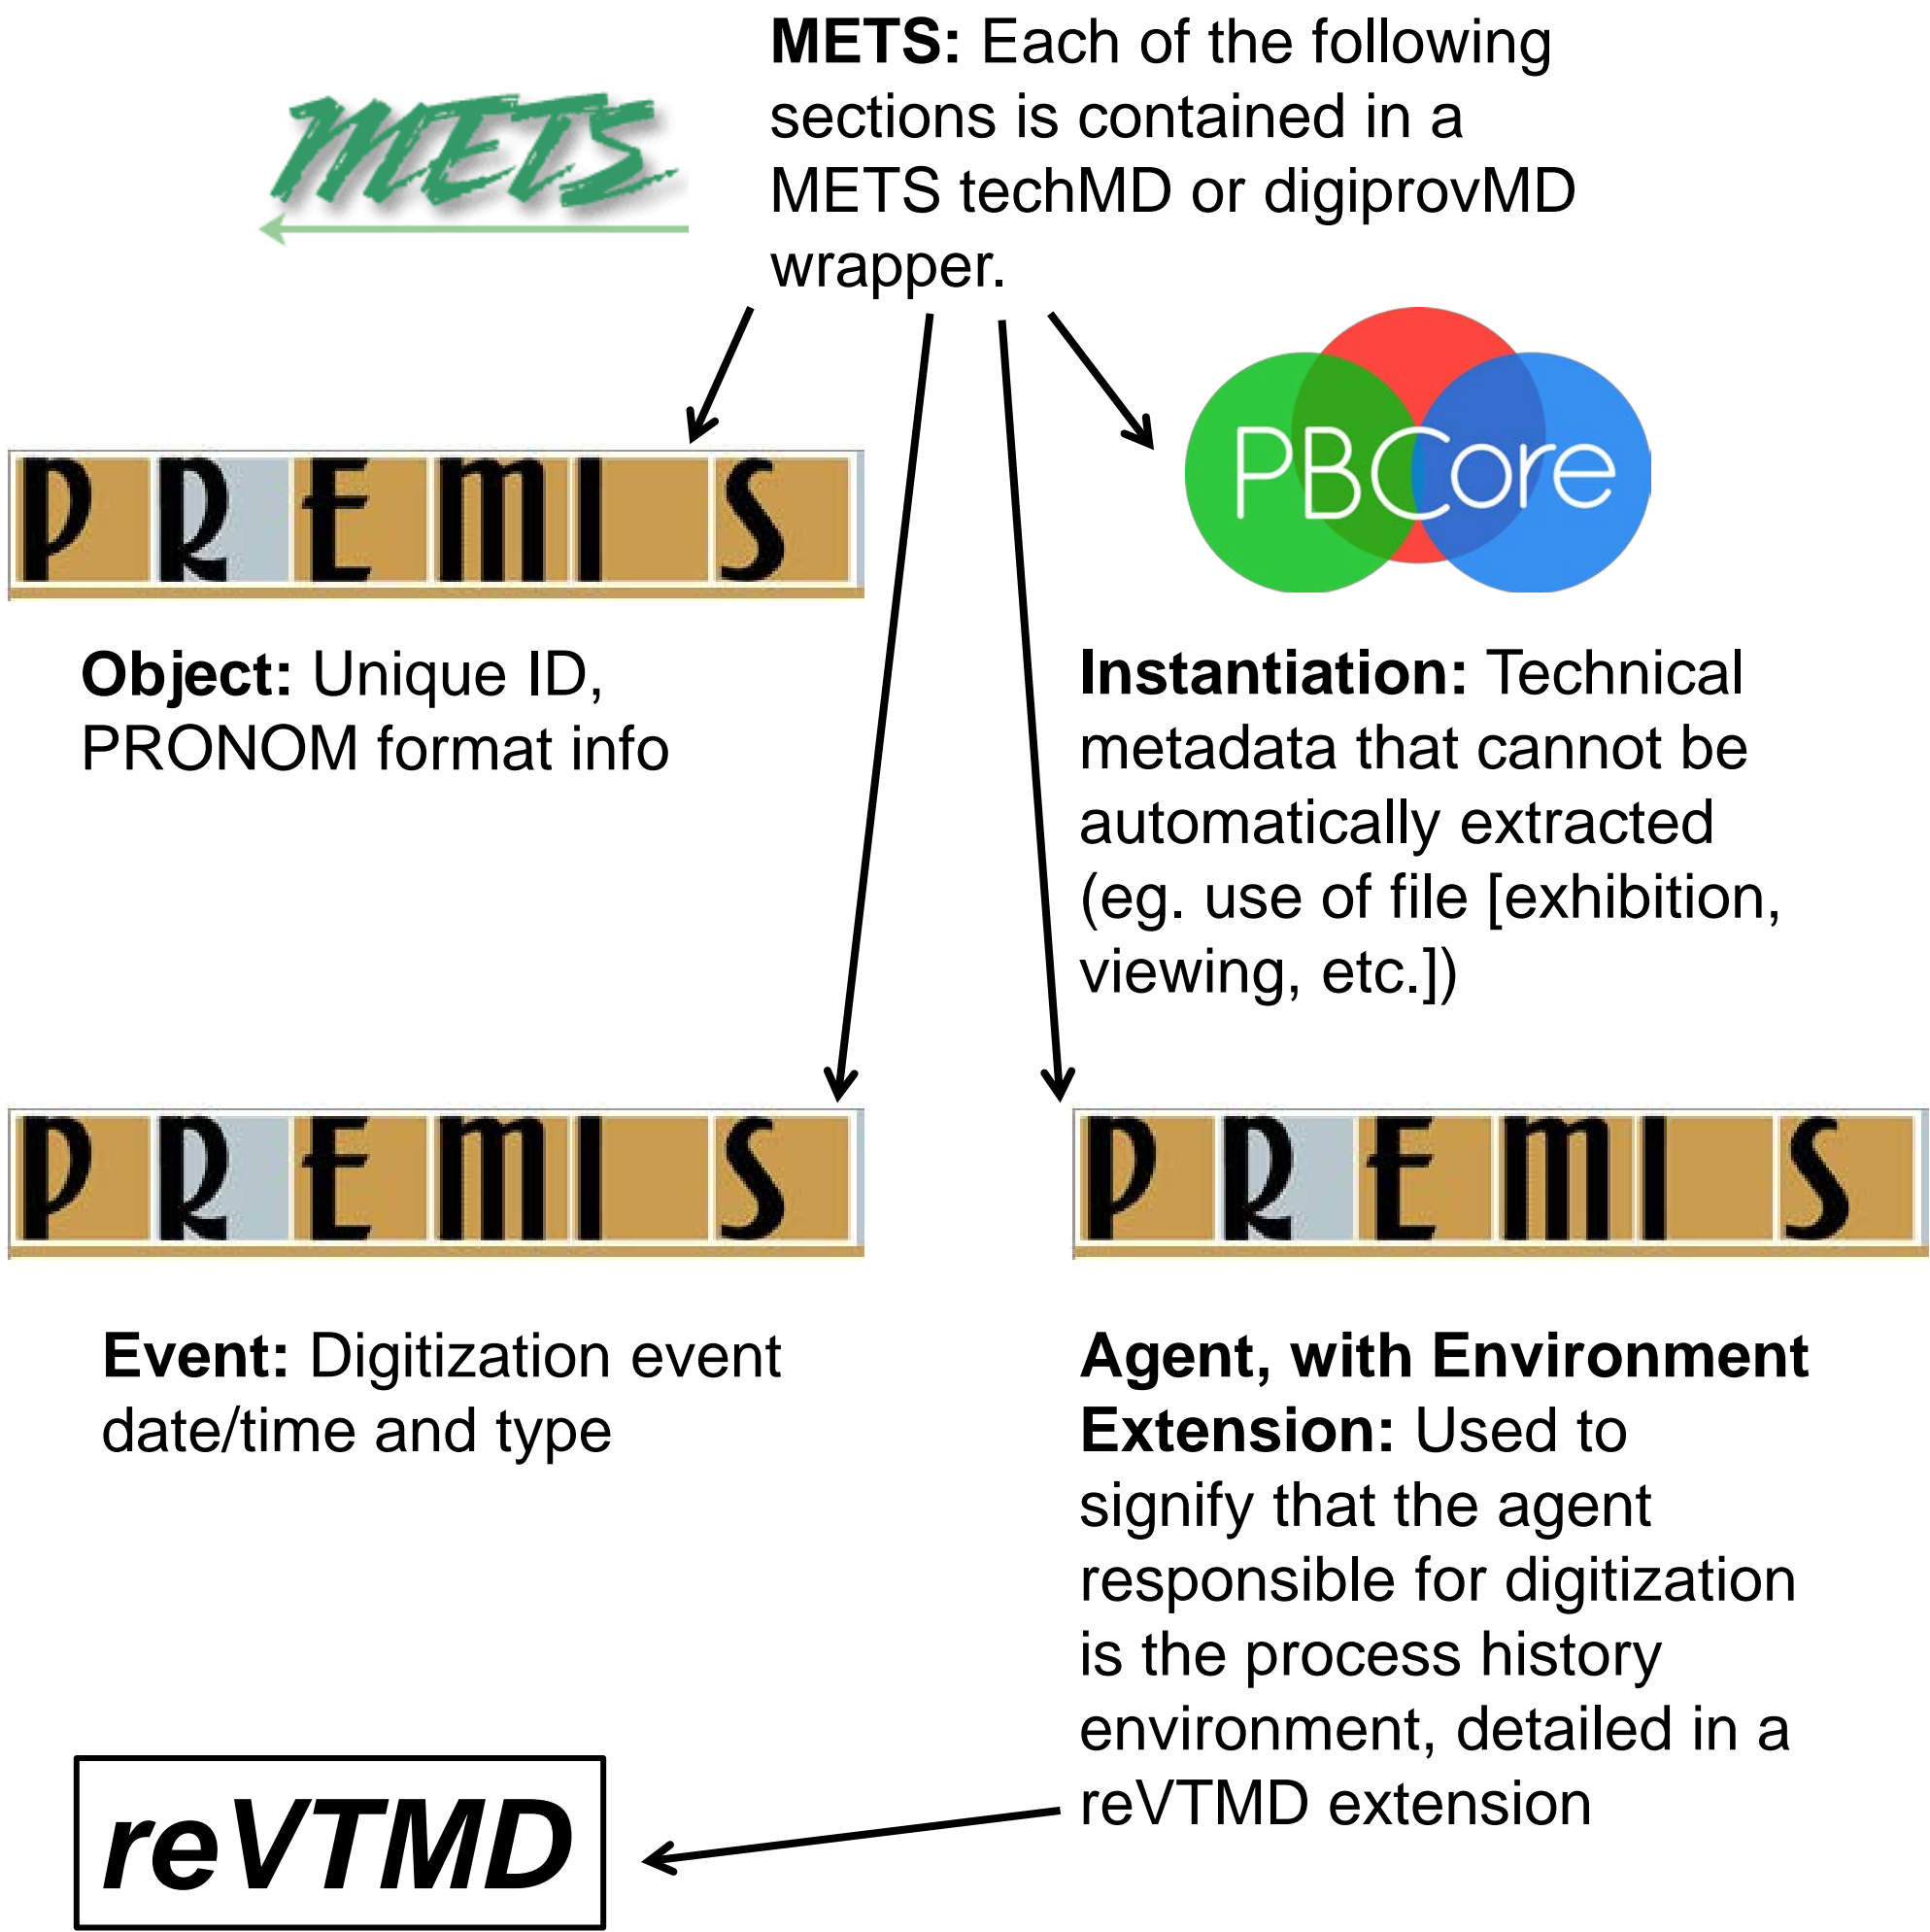 METS
METS: Each of the following
sections is contained in a
METS techMD or digiprovMD
wrapper.
PREMIS
PBCore
Object: Unique ID,
PRONOM format info
Instantiation: Technical
metadata that cannot be
automatically extracted
(eg. use of file [exhibition,
viewing, etc.])
PREMIS
PREMIS
Event: Digitization event
date/time and type
Agent, with Environment
Extension: Used to
signify that the agent
responsible for digitization
is the process history
environment, detailed in a
reVTMD extension
reVTMD